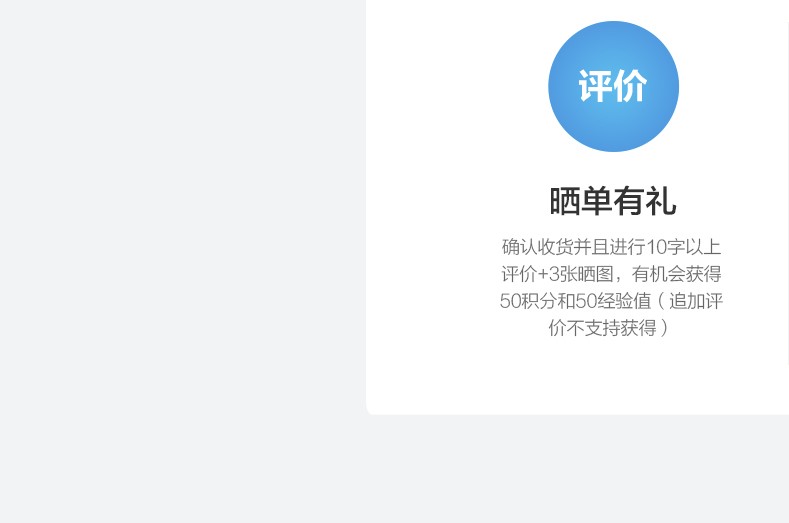 评价
晒单有礼
确认收货并且进行10字以上
评价+3张晒图，有机会获得
50积分和50经验值（追加评
价不支持获得）